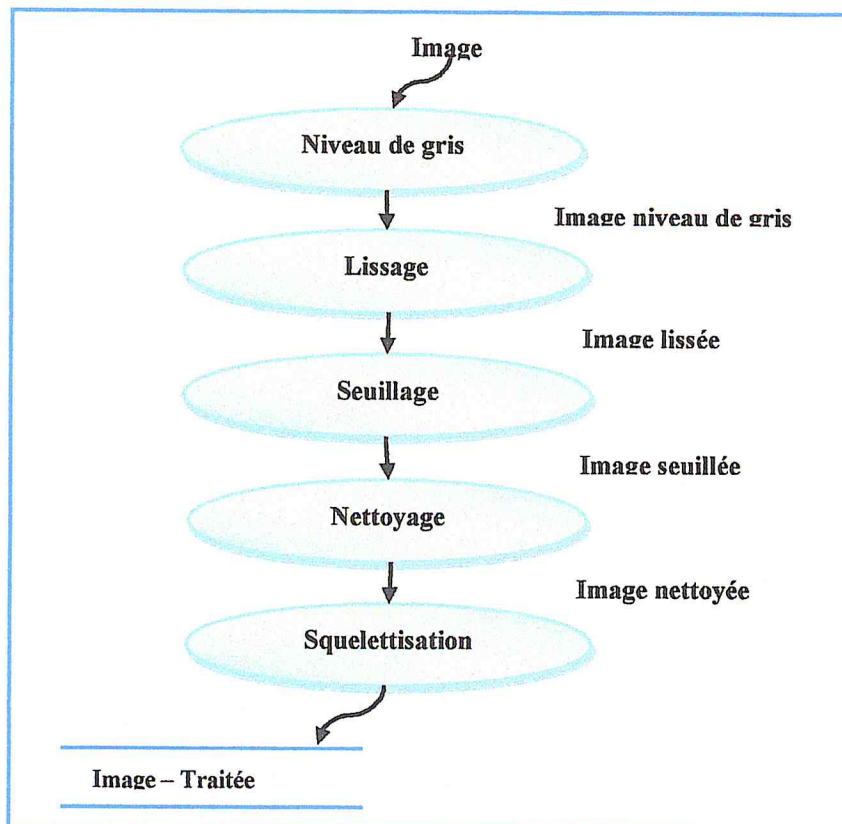 Image
Niveau de gris
Image niveau de gris
Lissage
Image lissée
Seuillage
Image seuillée
Nettoyage
Image nettoyée
Squelettisation
Image – Traitée